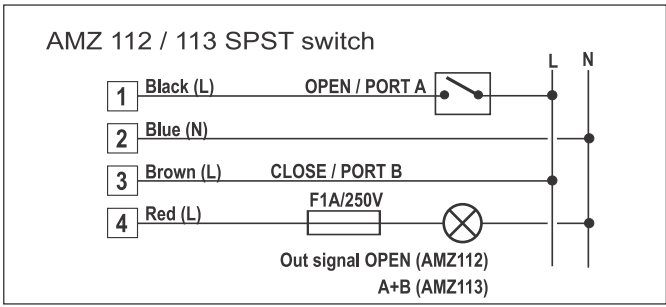 AMZ 112 / 113 SPST switch
L N
1 Black (L) OPEN / PORT A
2 Blue (N)
3 Brown (L) CLOSE / PORT B
F1A/250V
4 Red (L)
Out signal OPEN (AMZ112)
A+B (AMZ113)